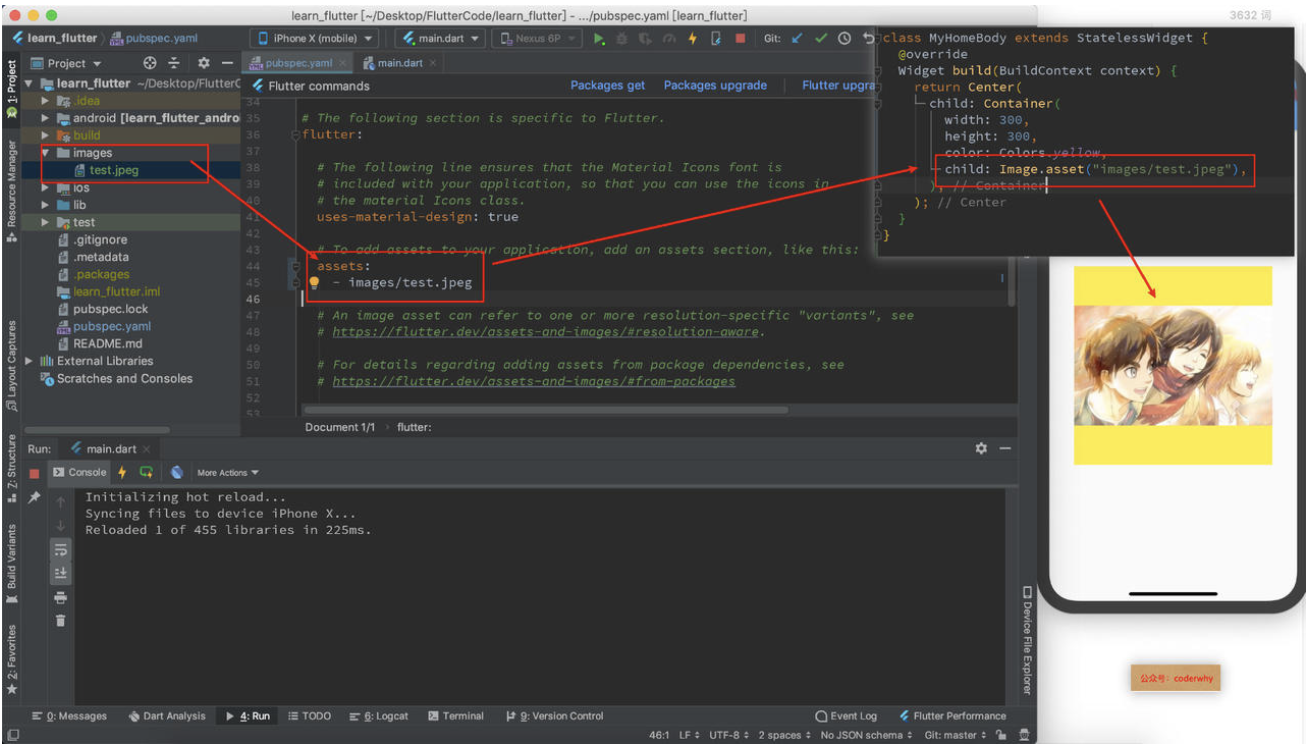 learn_flutter [~/Desktop/FlutterCode/learn_flutter] - .../pubspec.yaml [learn_flutter]
3632 词
learn_flutter
pubspec.yaml
iPhone X (mobile)
main.dart
Nexus 6P
Git:
1: Project
Resource Manager
Layout Captures
Z: Structure
Build Variants
2: Favorites
Project
learn_flutter ~/Desktop/FlutterC
.idea
android [learn_flutter_andro
build
images
test.jpeg
ios
lib
test
.gitignore
.metadata
.packages
learn_flutter.iml
pubspec.lock
pubspec.yaml
README.md
External Libraries
Scratches and Consoles
pubspec.yaml
main.dart
Flutter commands
Packages get
Packages upgrade
Flutter upgra
34
35 # The following section is specific to Flutter.
36 flutter:
37
38 # The following line ensures that the Material Icons font is
39 # included with your application, so that you can use the icons in
40 # the material Icons class.
41 uses-material-design: true
42
43 # To add assets to your application, add an assets section, like this:
44 assets:
45 - images/test.jpeg
46
47 # An image asset can refer to one or more resolution-specific "variants", see
48 # https://flutter.dev/assets-and-images/#resolution-aware.
49
50 # For details regarding adding assets from package dependencies, see
51 # https://flutter.dev/assets-and-images/#from-packages
52
53
Document 1/1
flutter:
class MyHomeBody extends StatelessWidget {
@override
Widget build(BuildContext context) {
return Center(
child: Container(
width: 300,
height: 300,
color: Colors.yellow,
child: Image.asset("images/test.jpeg"),
), // Container
); // Center
}
}
Run:
main.dart
Console
More Actions
Initializing hot reload...
Syncing files to device iPhone X...
Reloaded 1 of 455 libraries in 225ms.
Device File Explorer
公众号：coderwhy
0: Messages
Dart Analysis
4: Run
TODO
6: Logcat
Terminal
9: Version Control
Event Log
Flutter Performance
46:1
LF
UTF-8
2 spaces
No JSON schema
Git: master